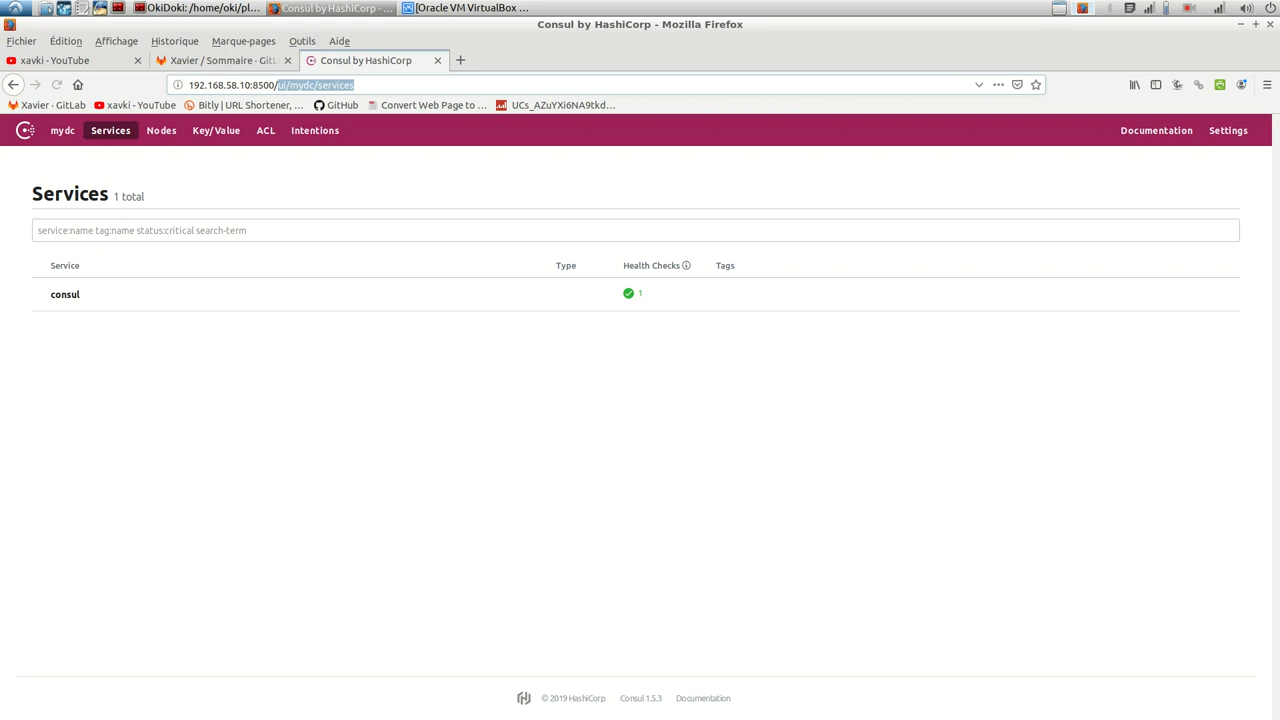 OkiDoki: /home/oki/pl...
Consul by HashiCorp - ...
[Oracle VM VirtualBox ...
Consul by HashiCorp - Mozilla Firefox
Fichier Édition Affichage Historique Marque-pages Outils Aide
xavki - YouTube
Xavier / Sommaire · GitL
Consul by HashiCorp
192.168.58.10:8500/ui/mydc/services
Xavier · GitLab xavki - YouTube Bitly | URL Shortener, ... GitHub Convert Web Page to ... UCs_AZuYXi6NA9tkd...
mydc Services Nodes Key/Value ACL Intentions Documentation Settings
Services 1 total
service:name tag:name status:critical search-term
Service Type Health Checks Tags
consul 1
© 2019 HashiCorp Consul 1.5.3 Documentation